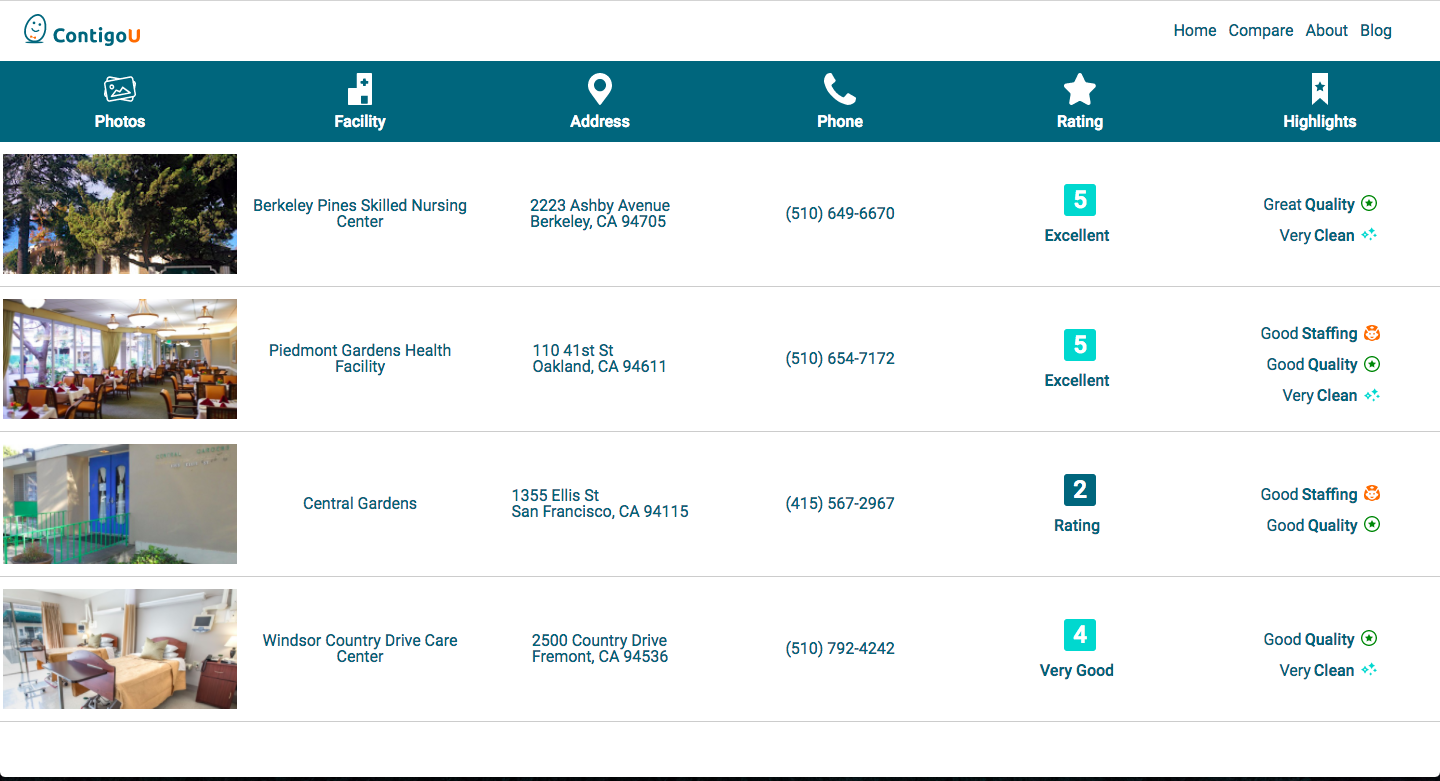 ContigoU
Home Compare About Blog
Photos Facility Address Phone Rating Highlights
Berkeley Pines Skilled Nursing
Center
2223 Ashby Avenue
Berkeley, CA 94705
(510) 649-6670
5
Excellent
Great Quality
Very Clean
Piedmont Gardens Health
Facility
110 41st St
Oakland, CA 94611
(510) 654-7172
5
Excellent
Good Staffing
Good Quality
Very Clean
Central Gardens
1355 Ellis St
San Francisco, CA 94115
(415) 567-2967
2
Rating
Good Staffing
Good Quality
Windsor Country Drive Care
Center
2500 Country Drive
Fremont, CA 94536
(510) 792-4242
4
Very Good
Good Quality
Very Clean